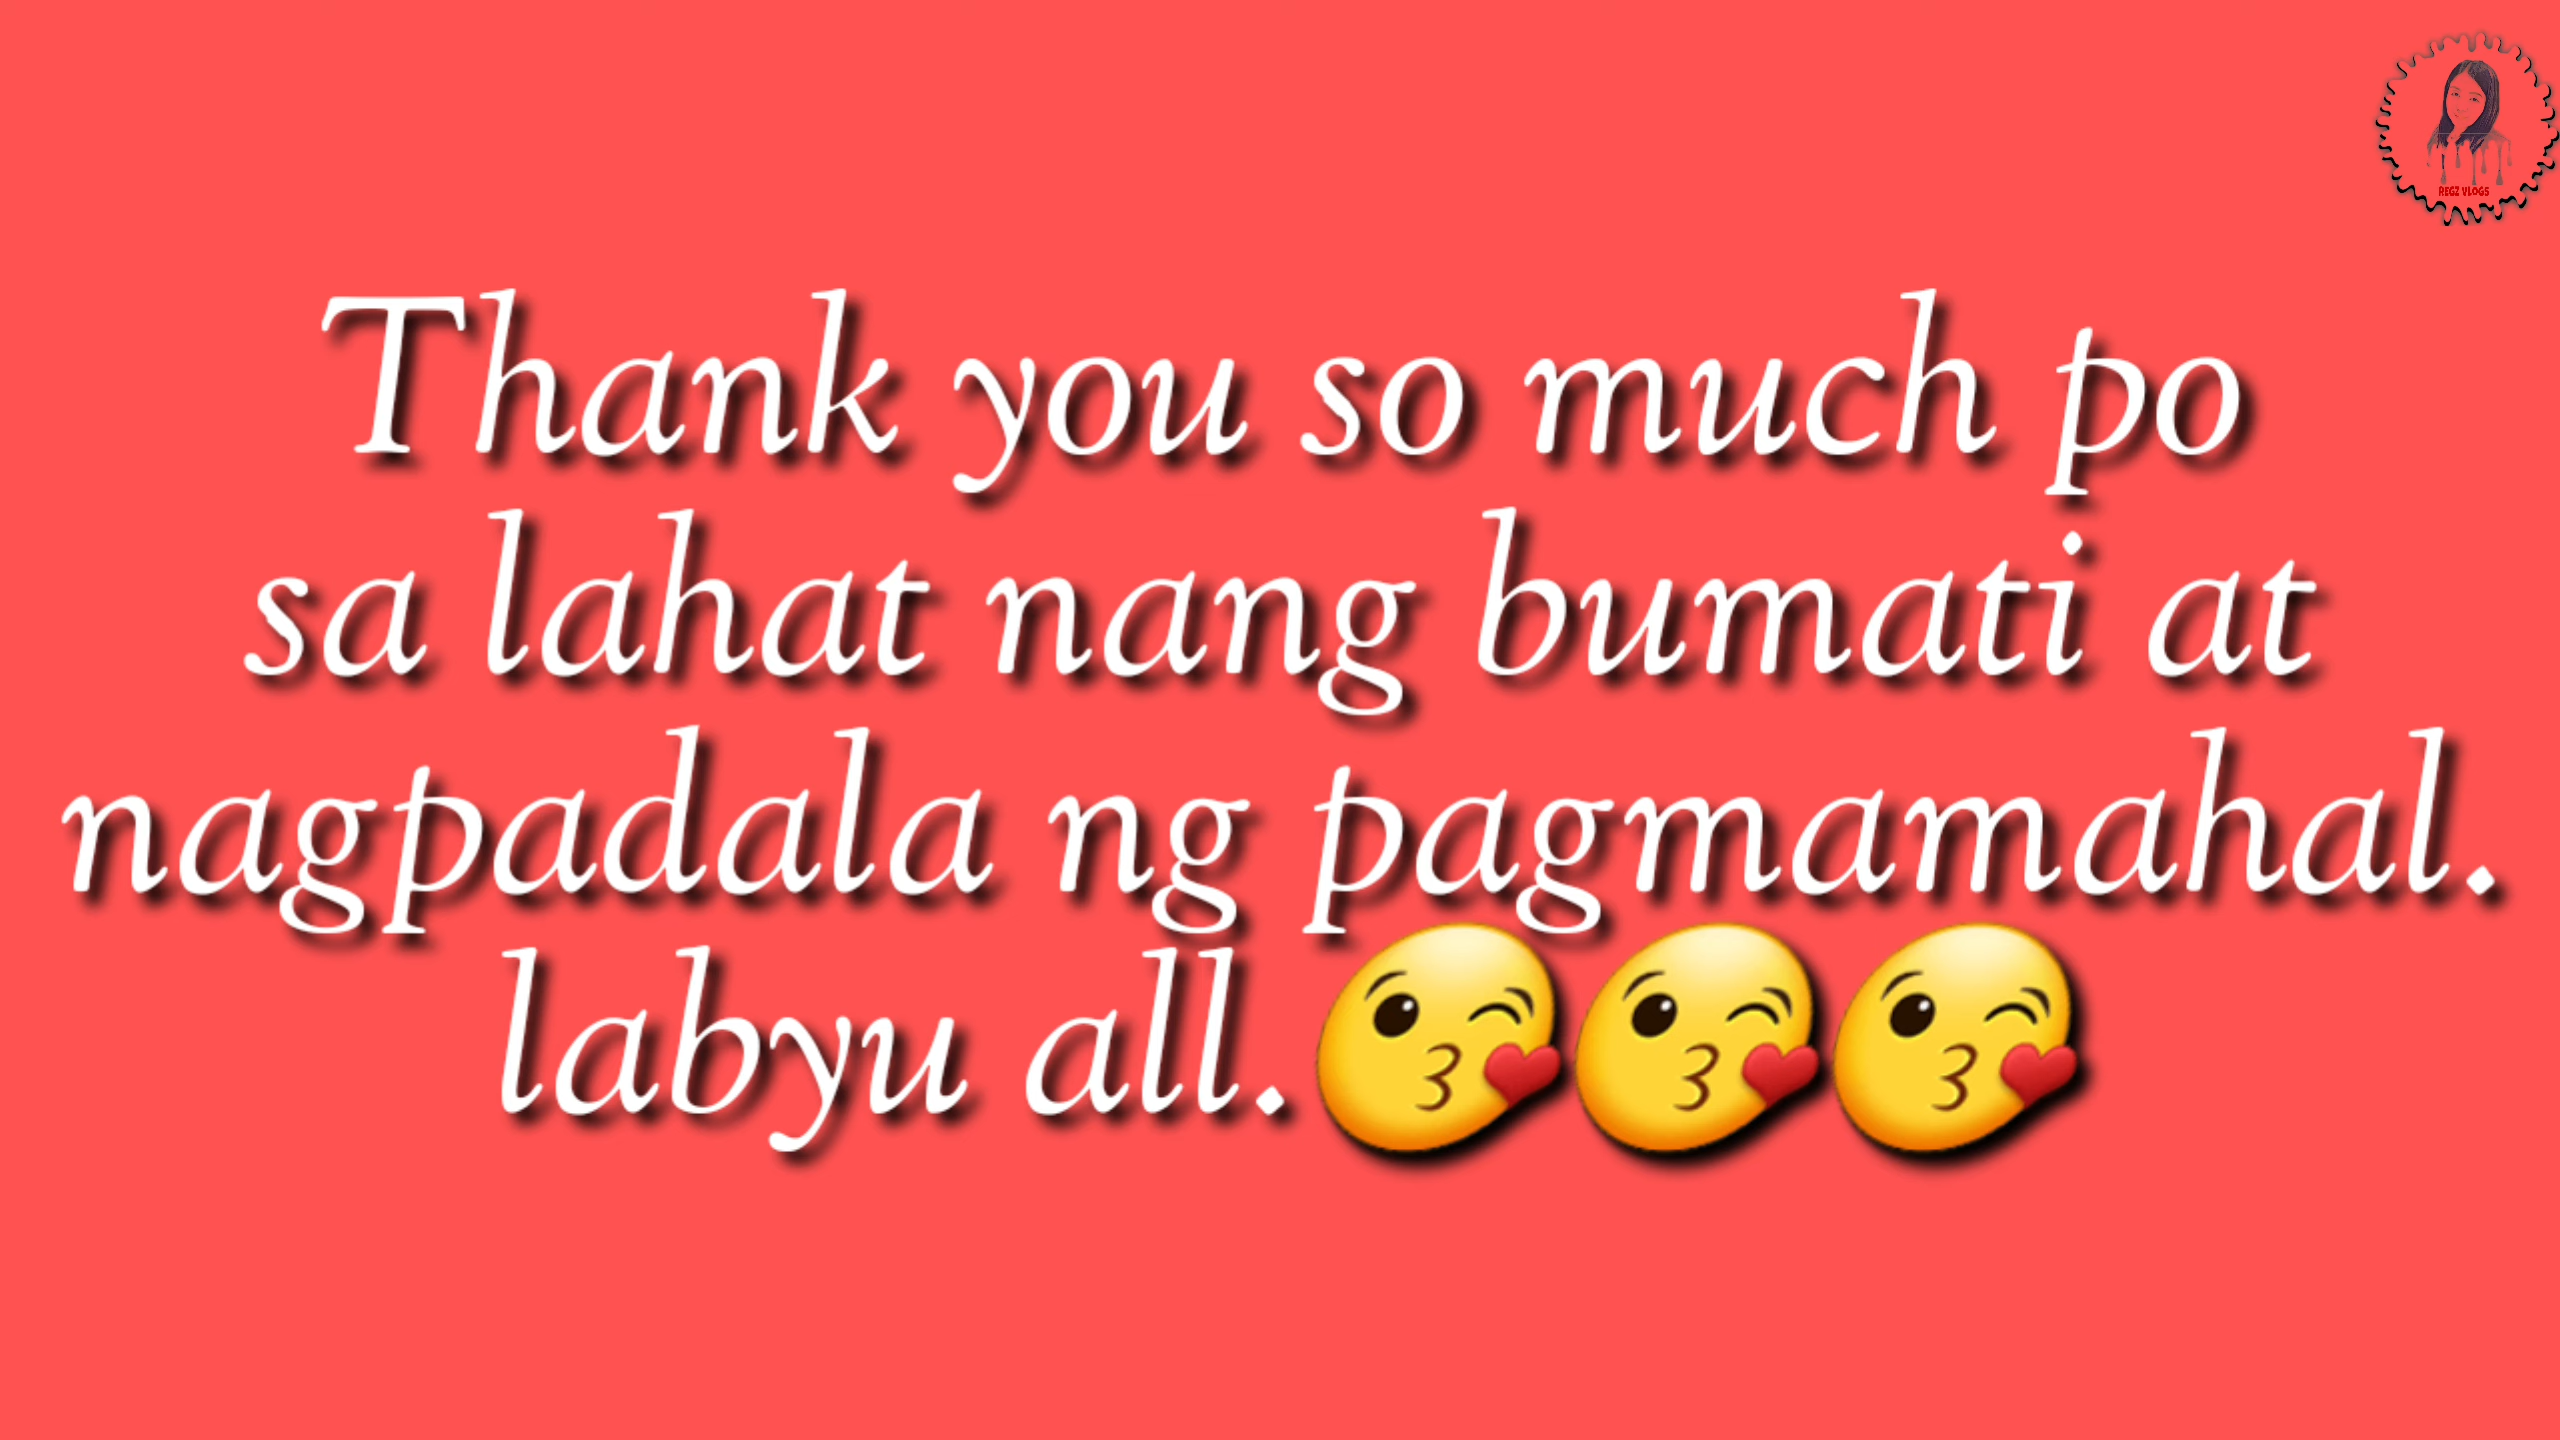 REGZ VLOGS
Thank you so much po
sa lahat nang bumati at
nagpadala ng pagmamahal.
labyu all.😘😘😘